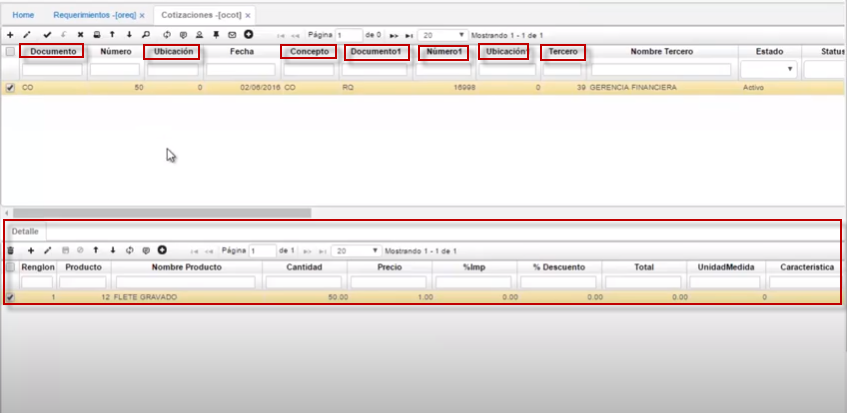 Home Requerimientos -[oreq] x Cotizaciones -[ocot] x
Página 1 de 0 20 Mostrando 1 - 1 de 1
Documento Número Ubicación Fecha Concepto Documento1 Número1 Ubicación Tercero Nombre Tercero Estado Status
CO 50 0 02/06/2016 CO RQ 16998 0 39 GERENCIA FINANCIERA Activo
Detalle
Página 1 de 1 20 Mostrando 1 - 1 de 1
Renglon Producto Nombre Producto Cantidad Precio %Imp % Descuento Total UnidadMedida Caracteristica
1 12 FLETE GRAVADO 50.00 1.00 0.00 0.00 0.00 0